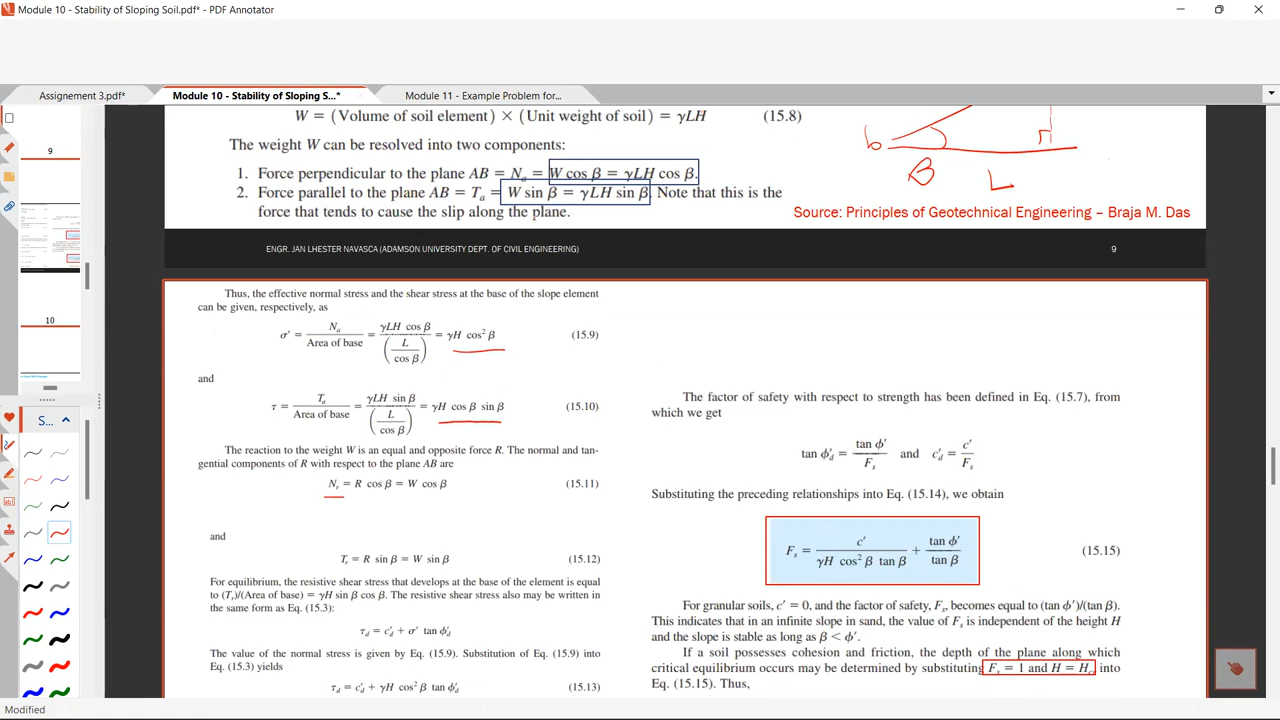 Module 10 - Stability of Sloping Soil.pdf* - PDF Annotator
Assignement 3.pdf*
Module 10 - Stability of Sloping S...*
Module 11 - Example Problem for...
W = (Volume of soil element) × (Unit weight of soil) = γLH (15.8)
The weight W can be resolved into two components:
1. Force perpendicular to the plane AB = Nₐ = W cos β = γLH cos β.
2. Force parallel to the plane AB = Tₐ = W sin β = γLH sin β. Note that this is the
force that tends to cause the slip along the plane.
b
β
L
H
Source: Principles of Geotechnical Engineering – Braja M. Das
ENGR. JAN LHESTER NAVASCA (ADAMSON UNIVERSITY DEPT. OF CIVIL ENGINEERING)
9
9
10
S...
Thus, the effective normal stress and the shear stress at the base of the slope element
can be given, respectively, as
σ′ = Nₐ / Area of base = γLH cos β / (L / cos β) = γH cos² β (15.9)
and
τ = Tₐ / Area of base = γLH sin β / (L / cos β) = γH cos β sin β (15.10)
The reaction to the weight W is an equal and opposite force R. The normal and tan-
gential components of R with respect to the plane AB are
Nᵣ = R cos β = W cos β (15.11)
and
Tᵣ = R sin β = W sin β (15.12)
For equilibrium, the resistive shear stress that develops at the base of the element is equal
to (Tᵣ)/(Area of base) = γH sin β cos β. The resistive shear stress also may be written in
the same form as Eq. (15.3):
τ_d = c′_d + σ′ tan ϕ′_d
The value of the normal stress is given by Eq. (15.9). Substitution of Eq. (15.9) into
Eq. (15.3) yields
τ_d = c′_d + γH cos² β tan ϕ′_d (15.13)
The factor of safety with respect to strength has been defined in Eq. (15.7), from
which we get
tan ϕ′_d = tan ϕ′ / Fₛ and c′_d = c′ / Fₛ
Substituting the preceding relationships into Eq. (15.14), we obtain
Fₛ = c′ / γH cos² β tan β + tan ϕ′ / tan β (15.15)
For granular soils, c′ = 0, and the factor of safety, Fₛ, becomes equal to (tan ϕ′)/(tan β).
This indicates that in an infinite slope in sand, the value of Fₛ is independent of the height H
and the slope is stable as long as β < ϕ′.
If a soil possesses cohesion and friction, the depth of the plane along which
critical equilibrium occurs may be determined by substituting Fₛ = 1 and H = H_cr into
Eq. (15.15). Thus,
Modified